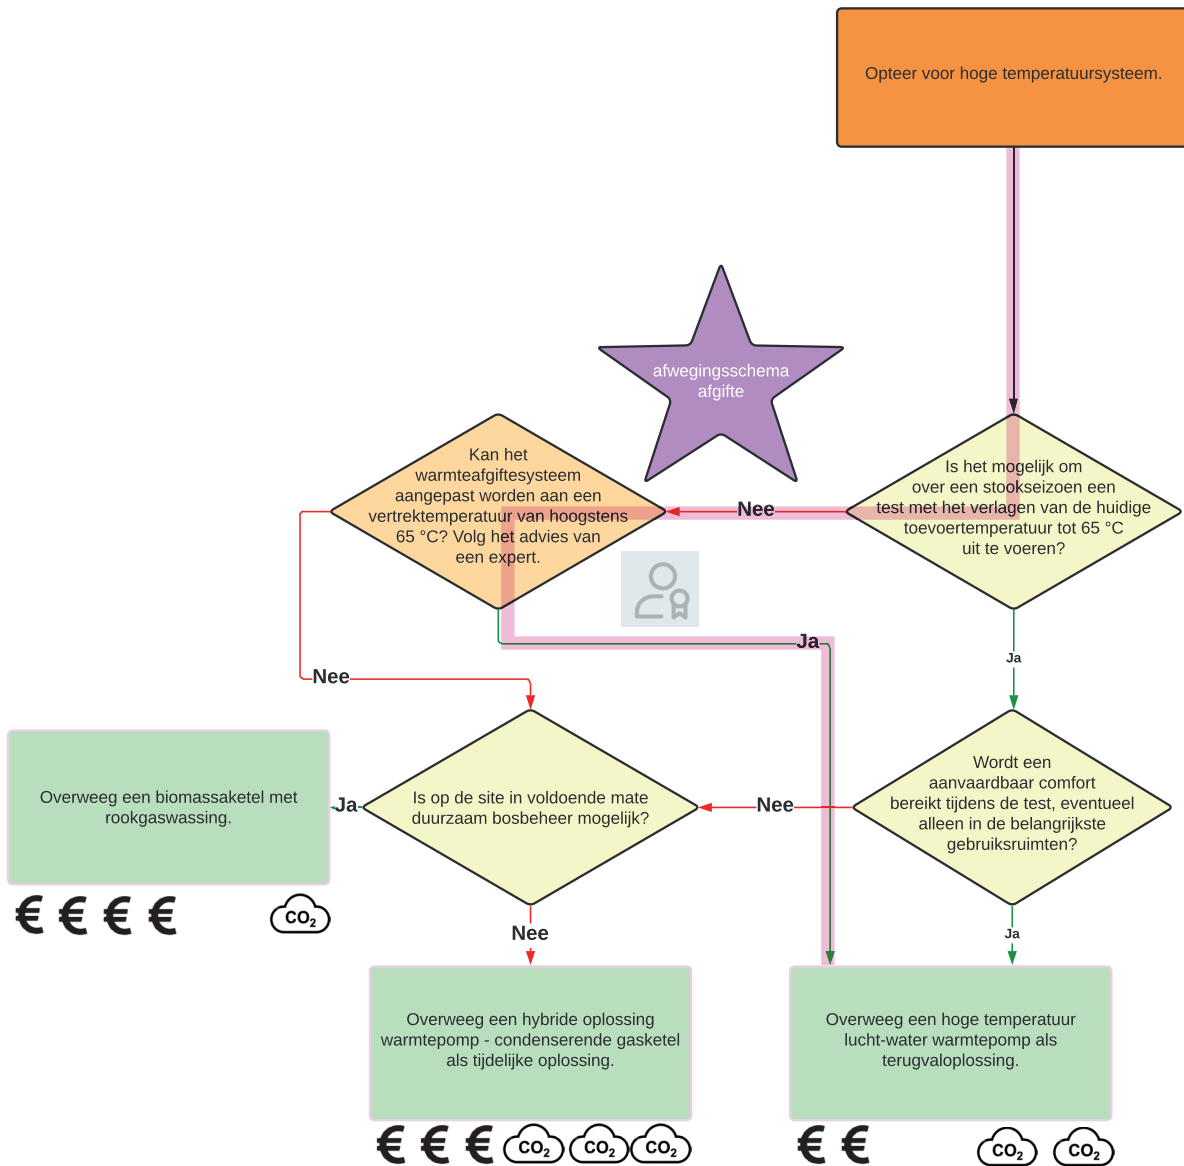 Opteer voor hoge temperatuursysteem.
afwegingsschema
afgifte
Kan het
warmteafgiftesysteem
aangepast worden aan een
vertrektemperatuur van hoogstens
65 °C? Volg het advies van
een expert.
Nee
Is het mogelijk om
over een stookseizoen een
test met het verlagen van de huidige
toevoertemperatuur tot 65 °C
uit te voeren?
Ja
Ja
Nee
Overweeg een biomassaketel met
rookgaswassing.
Ja
Is op de site in voldoende mate
duurzaam bosbeheer mogelijk?
Nee
Wordt een
aanvaardbaar comfort
bereikt tijdens de test, eventueel
alleen in de belangrijkste
gebruiksruimten?
€ € € €
CO₂
Nee
Ja
Overweeg een hybride oplossing
warmtepomp - condenserende gasketel
als tijdelijke oplossing.
Overweeg een hoge temperatuur
lucht-water warmtepomp als
terugvaloplossing.
€ € € CO₂ CO₂ CO₂
€ € CO₂ CO₂